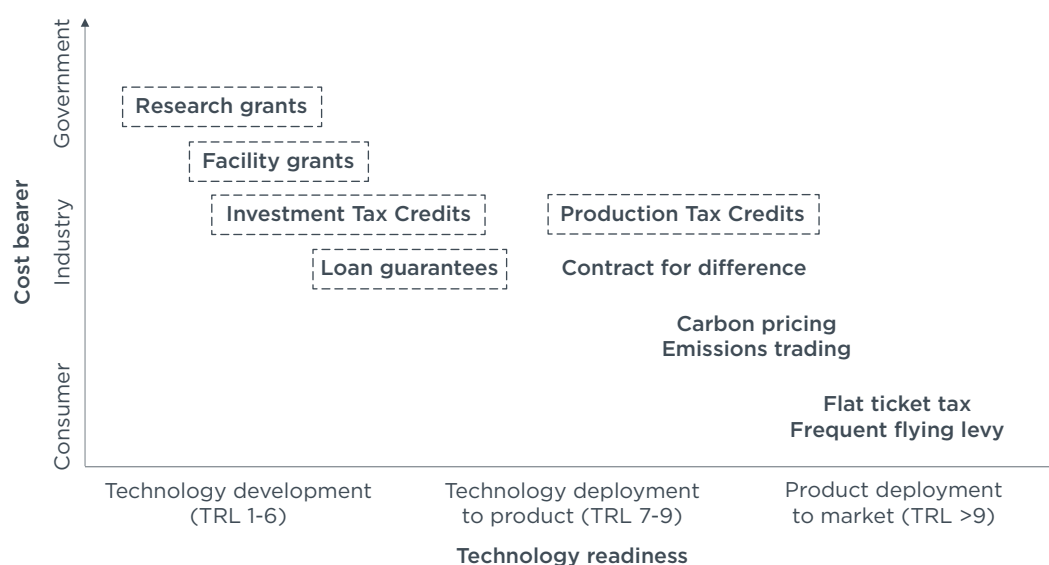 Cost bearer
Government
Industry
Consumer
Research grants
Facility grants
Investment Tax Credits
Production Tax Credits
Loan guarantees
Contract for difference
Carbon pricing
Emissions trading
Flat ticket tax
Frequent flying levy
Technology development
(TRL 1-6)
Technology deployment
to product (TRL 7-9)
Product deployment
to market (TRL >9)
Technology readiness